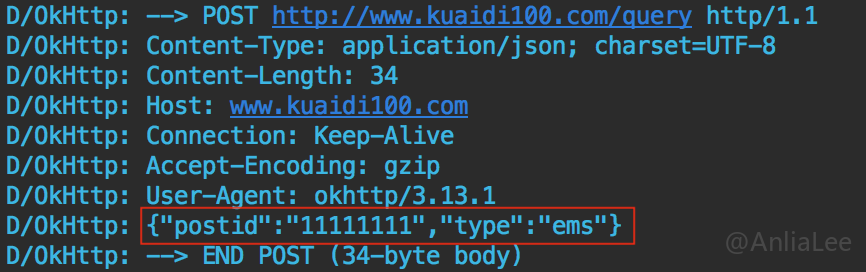 D/OkHttp: --> POST http://www.kuaidi100.com/query http/1.1
D/OkHttp: Content-Type: application/json; charset=UTF-8
D/OkHttp: Content-Length: 34
D/OkHttp: Host: www.kuaidi100.com
D/OkHttp: Connection: Keep-Alive
D/OkHttp: Accept-Encoding: gzip
D/OkHttp: User-Agent: okhttp/3.13.1
D/OkHttp: {"postid":"11111111","type":"ems"}
D/OkHttp: --> END POST (34-byte body)
@AnliaLee